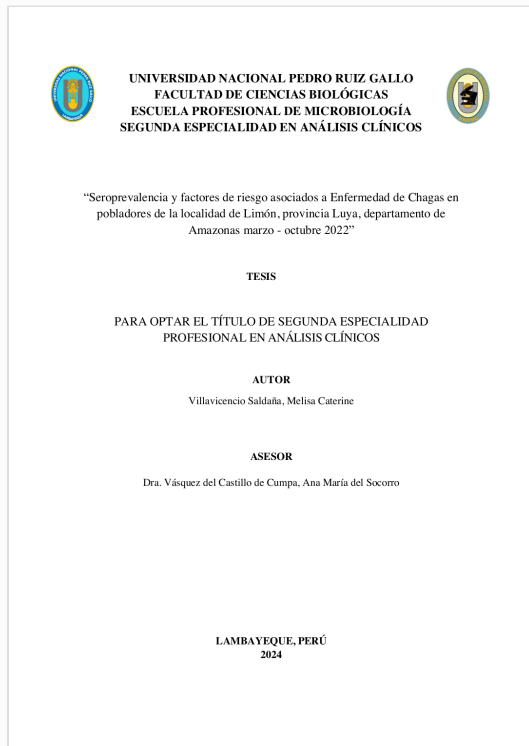 UNIVERSIDAD NACIONAL PEDRO RUIZ GALLO
FACULTAD DE CIENCIAS BIOLÓGICAS
ESCUELA PROFESIONAL DE MICROBIOLOGÍA
SEGUNDA ESPECIALIDAD EN ANÁLISIS CLÍNICOS
“Seroprevalencia y factores de riesgo asociados a Enfermedad de Chagas en
pobladores de la localidad de Limón, provincia Luya, departamento de
Amazonas marzo - octubre 2022”
TESIS
PARA OPTAR EL TÍTULO DE SEGUNDA ESPECIALIDAD
PROFESIONAL EN ANÁLISIS CLÍNICOS
AUTOR
Villavicencio Saldaña, Melisa Caterine
ASESOR
Dra. Vásquez del Castillo de Cumpa, Ana María del Socorro
LAMBAYEQUE, PERÚ
2024